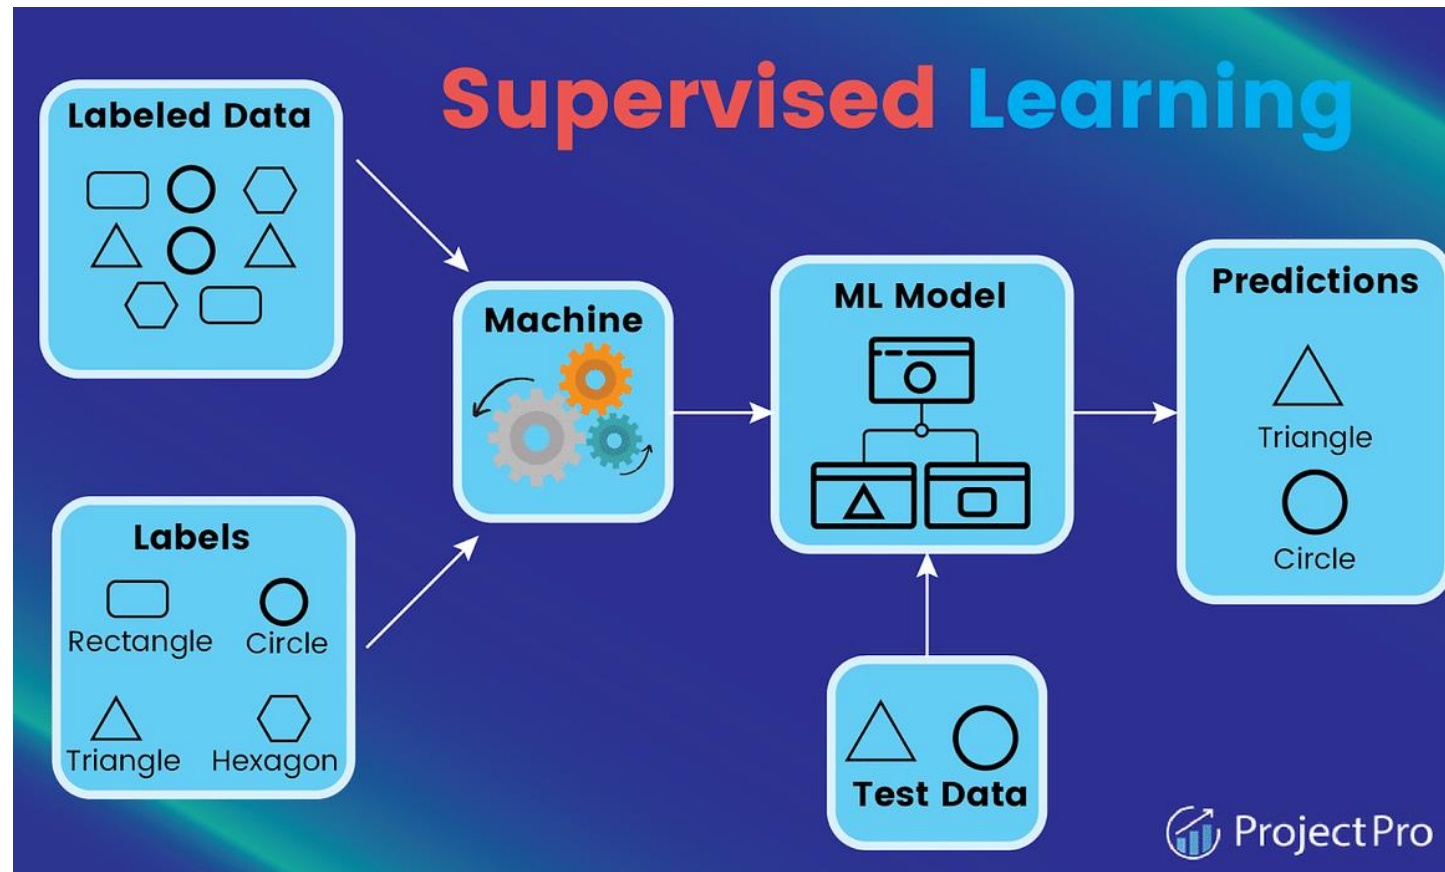 Supervised Learning
Labeled Data
Machine
ML Model
Predictions
Triangle
Circle
Labels
Rectangle Circle
Triangle Hexagon
Test Data
ProjectPro